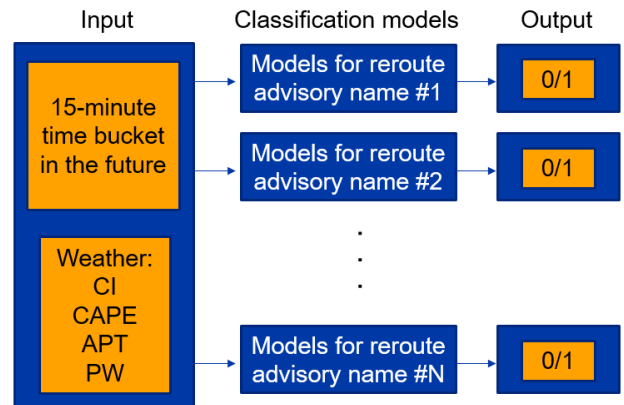 Input
Classification models
Output
15-minute
time bucket
in the future
Weather:
CI
CAPE
APT
PW
Models for reroute
advisory name #1
0/1
Models for reroute
advisory name #2
0/1
.
.
.
Models for reroute
advisory name #N
0/1